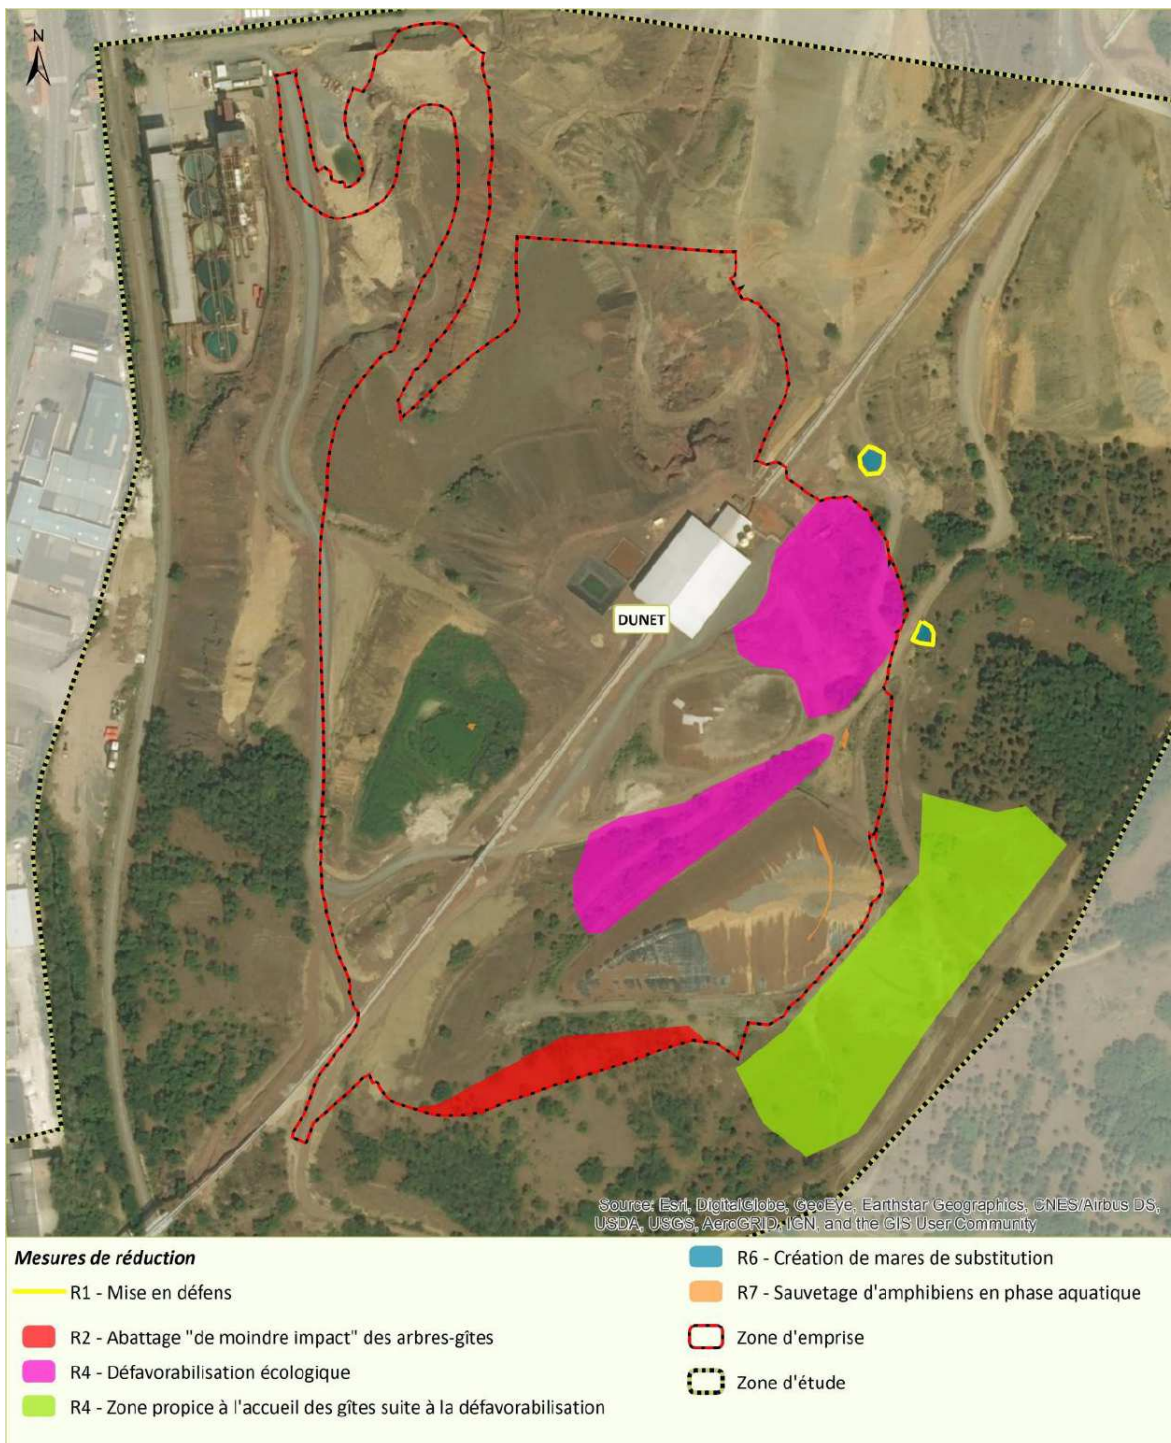 N
DUNET
Source: Esri, DigitalGlobe, GeoEye, Earthstar Geographics, CNES/Airbus DS,
USDA, USGS, AeroGRID, IGN, and the GIS User Community
Mesures de réduction
R1 - Mise en défens
R2 - Abattage "de moindre impact" des arbres-gîtes
R4 - Défavorabilisation écologique
R4 - Zone propice à l'accueil des gîtes suite à la défavorabilisation
R6 - Création de mares de substitution
R7 - Sauvetage d'amphibiens en phase aquatique
Zone d'emprise
Zone d'étude